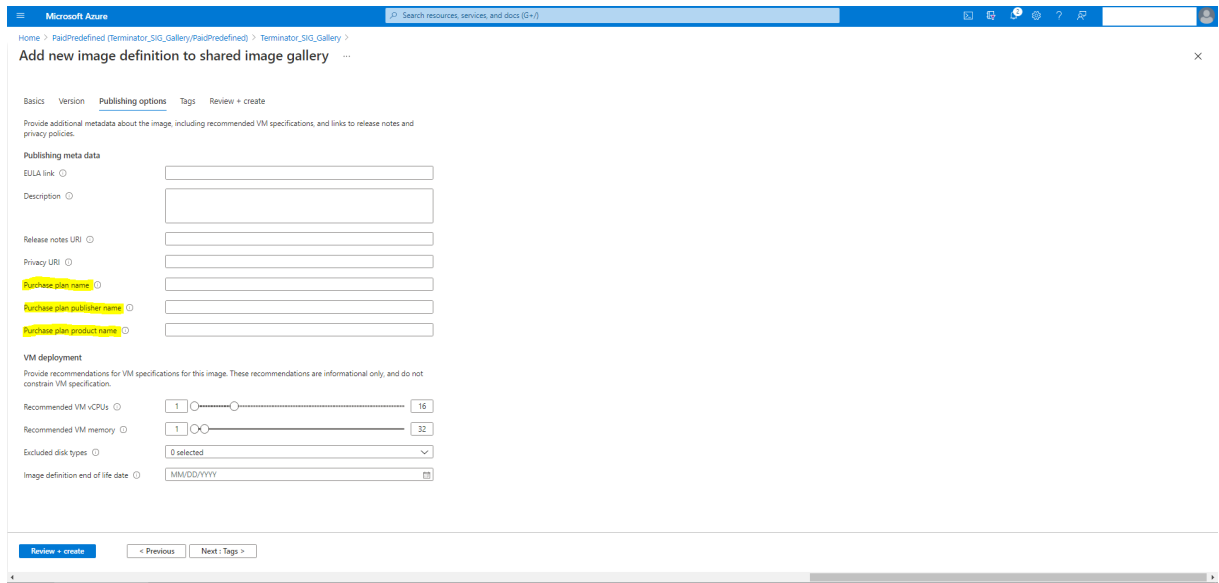 Microsoft Azure
Search resources, services, and docs (G+/)
2
Home > PaidPredefined (Terminator_SIG_Gallery/PaidPredefined) > Terminator_SIG_Gallery >
Add new image definition to shared image gallery ...
Basics Version Publishing options Tags Review + create
Provide additional metadata about the image, including recommended VM specifications, and links to release notes and
privacy policies.
Publishing meta data
EULA link
Description
Release notes URI
Privacy URI
Purchase plan name
Purchase plan publisher name
Purchase plan product name
VM deployment
Provide recommendations for VM specifications for this image. These recommendations are informational only, and do not
constrain VM specification.
Recommended VM vCPUs 1 16
Recommended VM memory 1 32
Excluded disk types 0 selected
Image definition end of life date MM/DD/YYYY
Review + create < Previous Next : Tags >